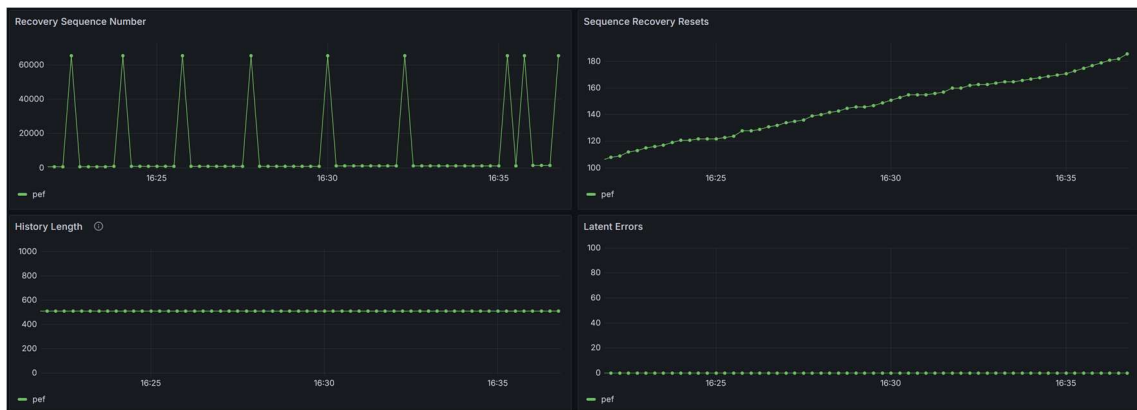 Recovery Sequence Number
60000
40000
20000
0
16:25 16:30 16:35
pef
Sequence Recovery Resets
180
160
140
120
100
16:25 16:30 16:35
pef
History Length
1000
800
600
400
200
0
16:25 16:30 16:35
pef
Latent Errors
100
80
60
40
20
0
16:25 16:30 16:35
pef